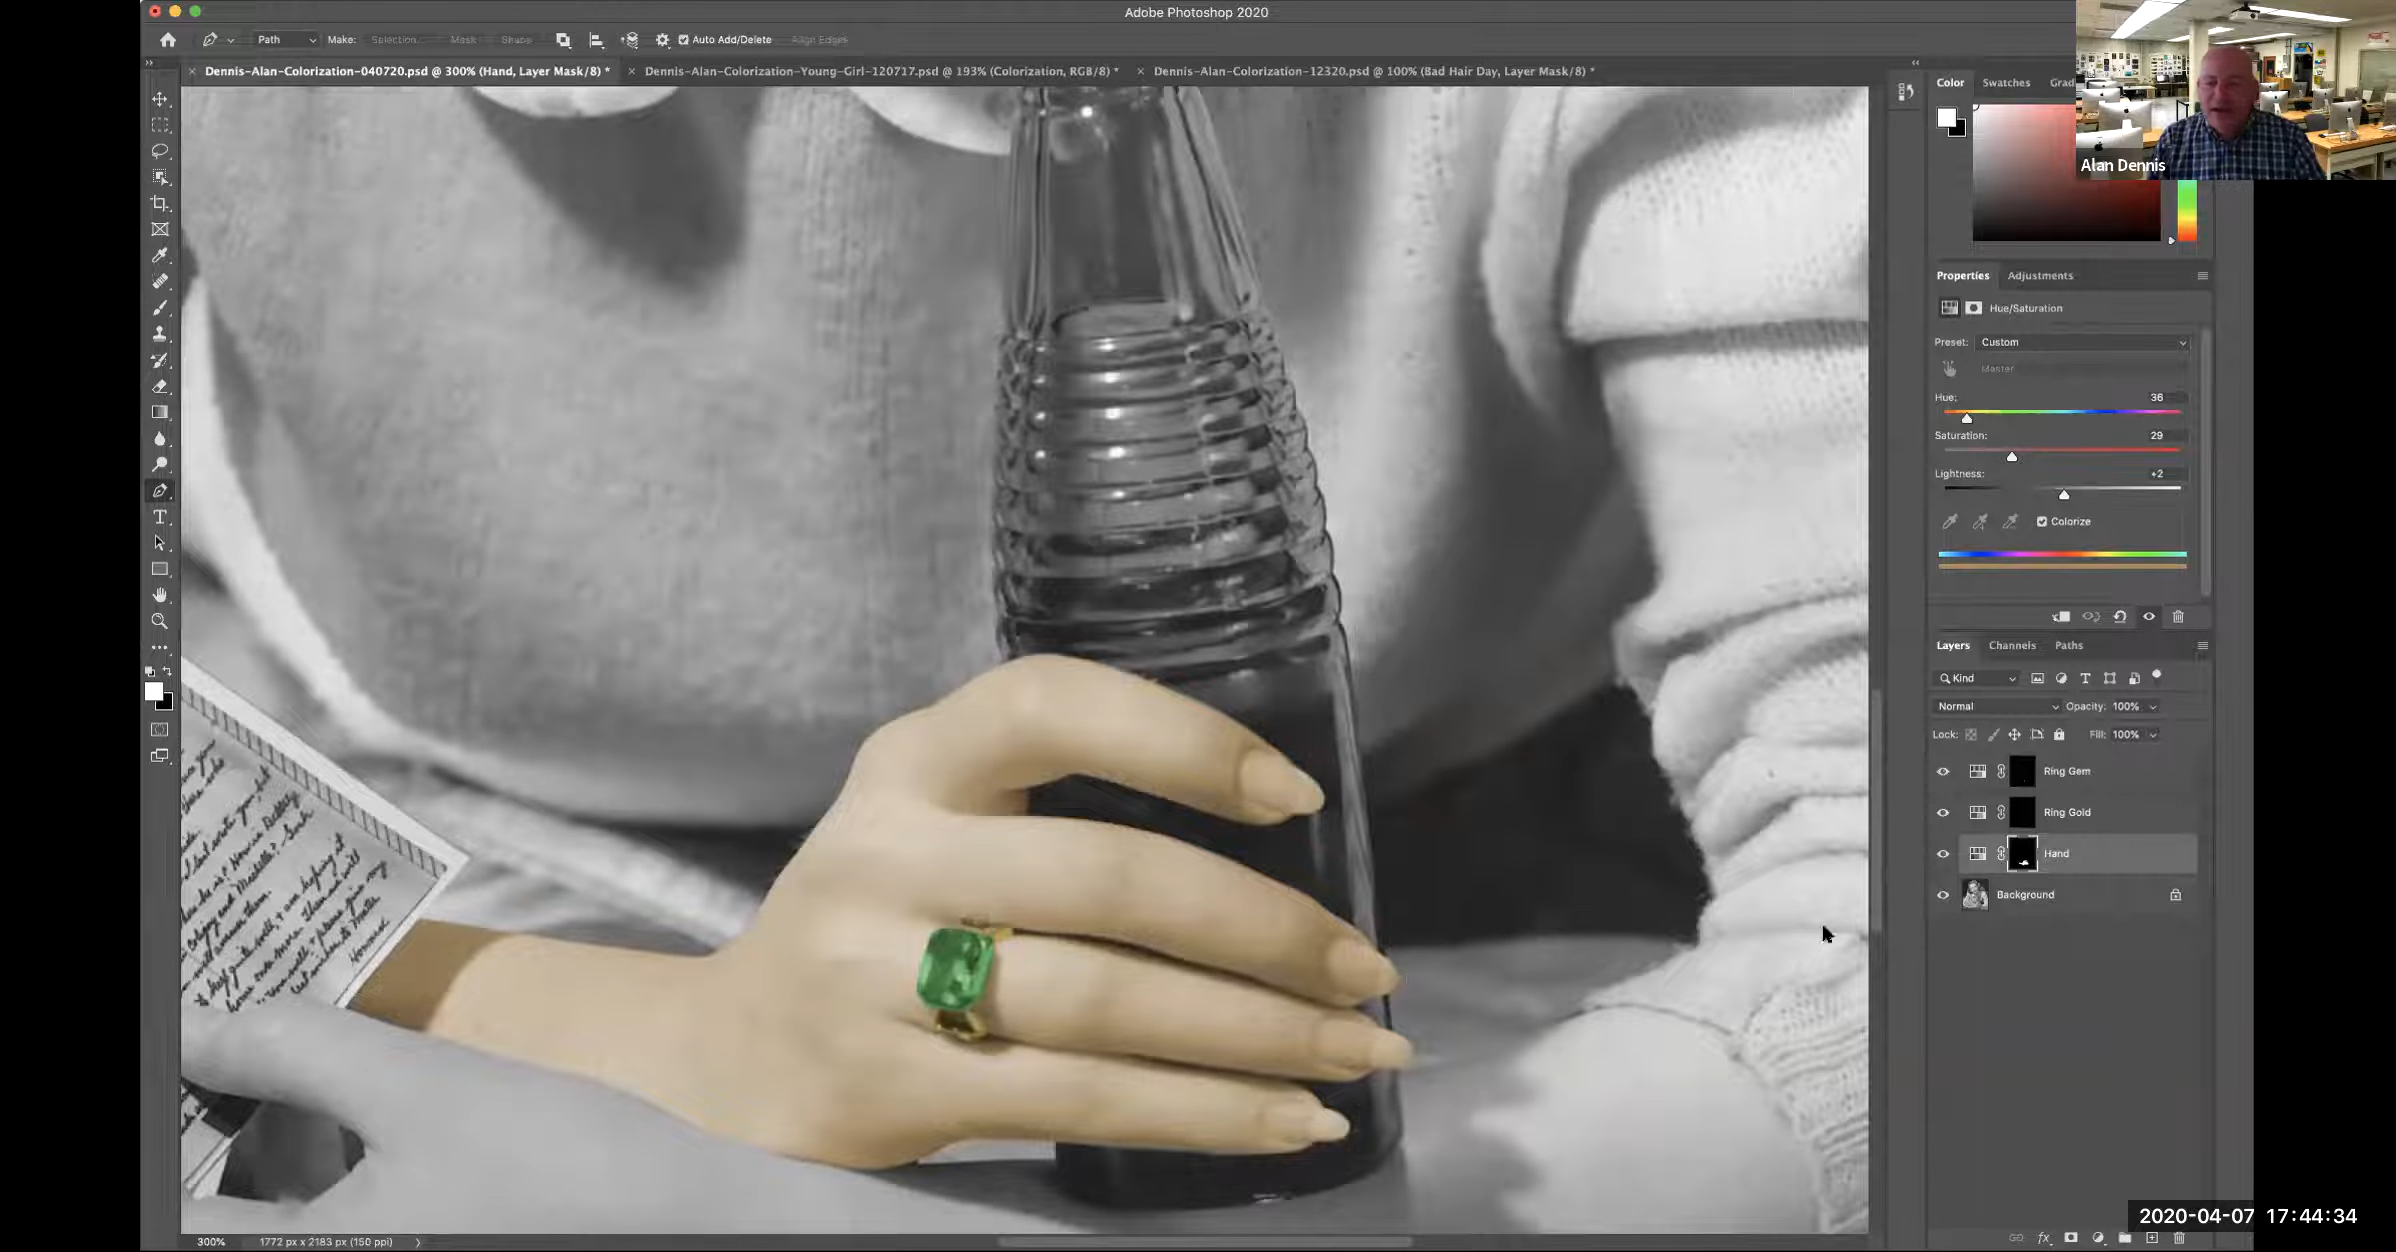 Adobe Photoshop 2020
Path Make: Selection... Mask Shape Auto Add/Delete Align Edges
Dennis-Alan-Colorization-040720.psd @ 300% (Hand, Layer Mask/8) * Dennis-Alan-Colorization-Young-Girl-120717.psd @ 193% (Colorization, RGB/8) * Dennis-Alan-Colorization-12320.psd @ 100% (Bad Hair Day, Layer Mask/8) *
Color Swatches Grad
Alan Dennis
Properties Adjustments
Hue/Saturation
Preset: Custom
Master
Hue: 36
Saturation: 29
Lightness: +2
Colorize
Layers Channels Paths
Kind
Normal Opacity: 100%
Lock: Fill: 100%
Ring Gem
Ring Gold
Hand
Background
2020-04-07 17:44:34
300% 1772 px x 2183 px (150 ppi)
fx